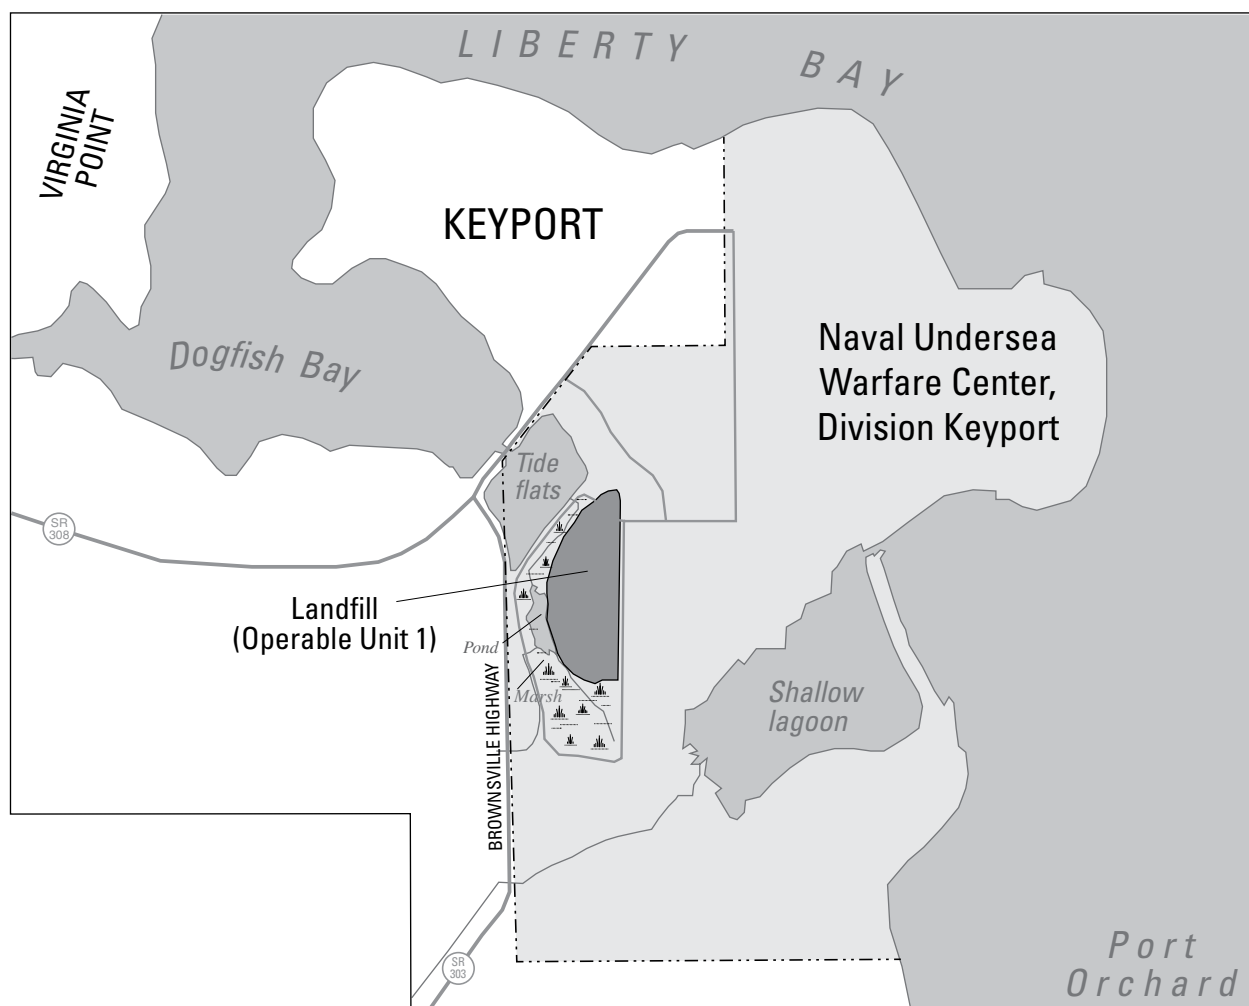 LIBERTY BAY
VIRGINIA
POINT
KEYPORT
Dogfish Bay
Naval Undersea
Warfare Center,
Division Keyport
Tide
flats
SR
308
Landfill
(Operable Unit 1)
Pond
Marsh
BROWNSVILLE HIGHWAY
Shallow
lagoon
SR
303
Port
Orchard